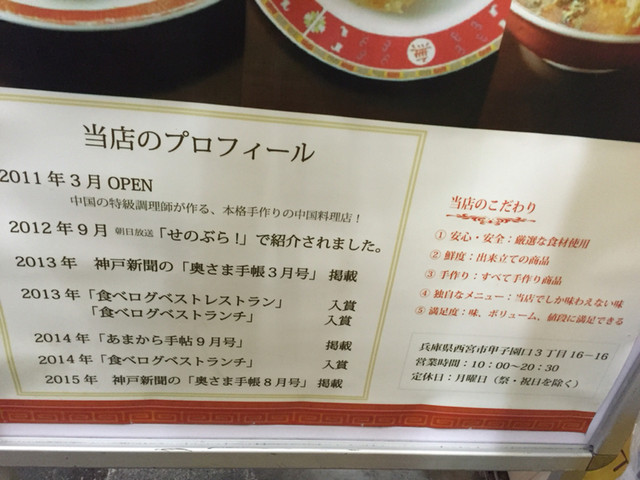 当店のプロフィール
2011年3月 OPEN
中国の特級調理師が作る、本格手作りの中国料理店！
2012年9月 朝日放送「せのぶら！」で紹介されました。
2013年 神戸新聞の「奥さま手帳3月号」 掲載
2013年「食べログベストレストラン」 入賞
「食べログベストランチ」 入賞
2014年「あまから手帖9月号」 掲載
2014年「食べログベストランチ」 入賞
2015年 神戸新聞の「奥さま手帳8月号」 掲載
当店のこだわり
① 安心・安全：厳選な食材使用
② 鮮度：出来立ての商品
③ 手作り：すべて手作り商品
④ 独自なメニュー：当店でしか味わえない味
⑤ 満足度：味、ボリューム、値段に満足できる
兵庫県西宮市甲子園口3丁目16-16
営業時間：10：00～20：30
定休日：月曜日（祭・祝日を除く）